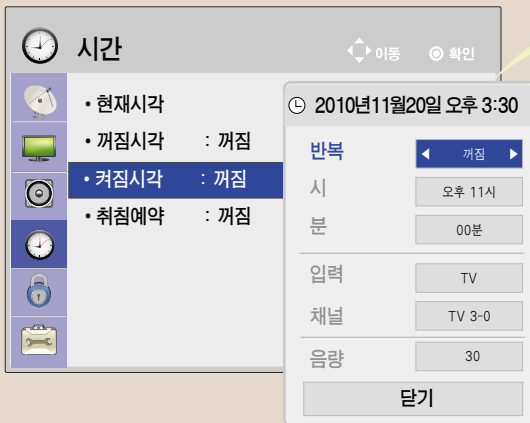 시간
이동 확인
• 현재시각
• 꺼짐시각 : 꺼짐
• 켜짐시각 : 꺼짐
• 취침예약 : 꺼짐
2010년11월20일 오후 3:30
반복 ◀ 꺼짐 ▶
시 오후 11시
분 00분
입력 TV
채널 TV 3-0
음량 30
닫기